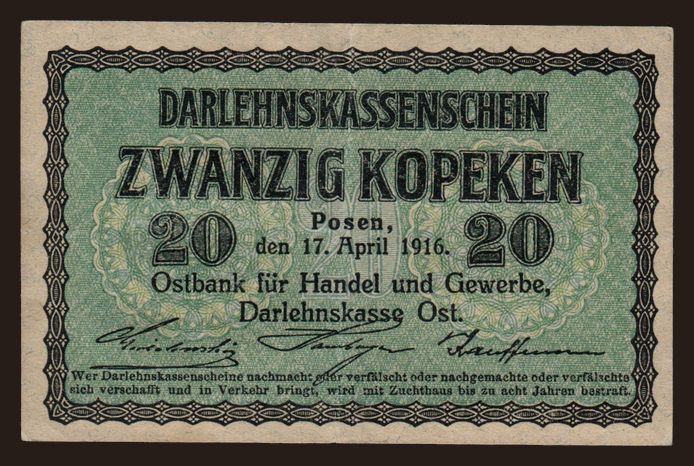 DARLEHNSKASSENSCHEIN
ZWANZIG KOPEKEN
20 Posen, 20
den 17. April 1916.
Ostbank für Handel und Gewerbe,
Darlehnskasse Ost.
Kauffmann
Wer Darlehnskassenscheine nachmacht oder verfälscht oder nachgemachte oder verfälschte
sich verschafft und in Verkehr bringt, wird mit Zuchthaus bis zu acht Jahren bestraft.